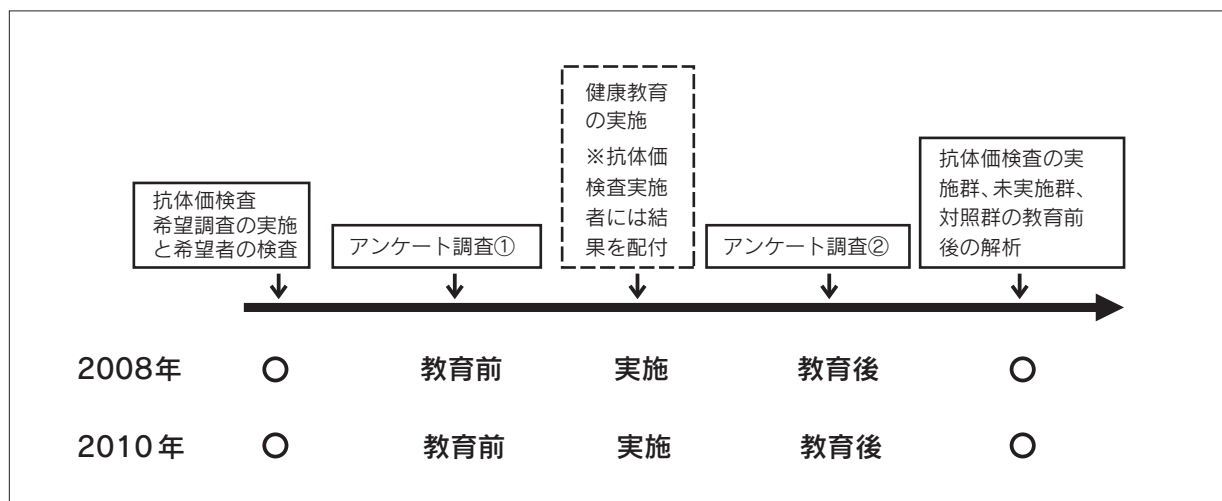 抗体価検査
希望調査の実施
と希望者の検査
アンケート調査①
健康教育
の実施
※抗体価
検査実施
者には結
果を配付
アンケート調査②
抗体価検査の実
施群、未実施群、
対照群の教育前
後の解析
2008年 ○ 教育前 実施 教育後 ○
2010年 ○ 教育前 実施 教育後 ○